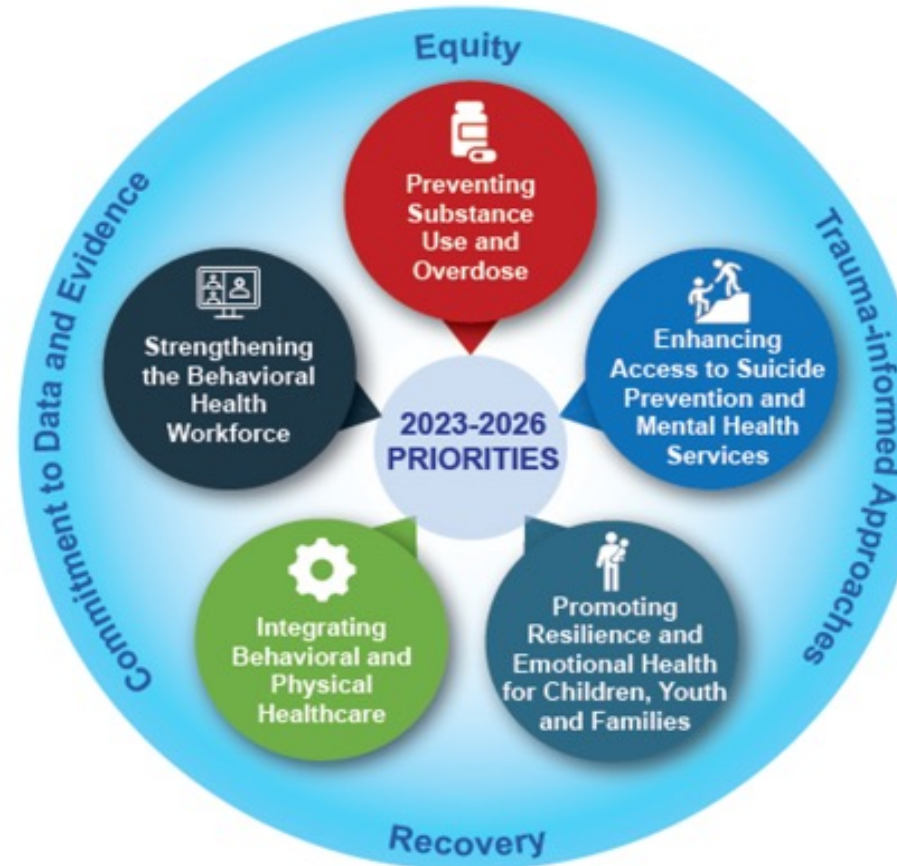 Equity
Preventing
Substance
Use and
Overdose
Trauma-informed Approaches
Enhancing
Access to Suicide
Prevention and
Mental Health
Services
Commitment to Data and Evidence
Strengthening
the Behavioral
Health
Workforce
2023-2026
PRIORITIES
Integrating
Behavioral and
Physical
Healthcare
Promoting
Resilience and
Emotional Health
for Children, Youth
and Families
Recovery